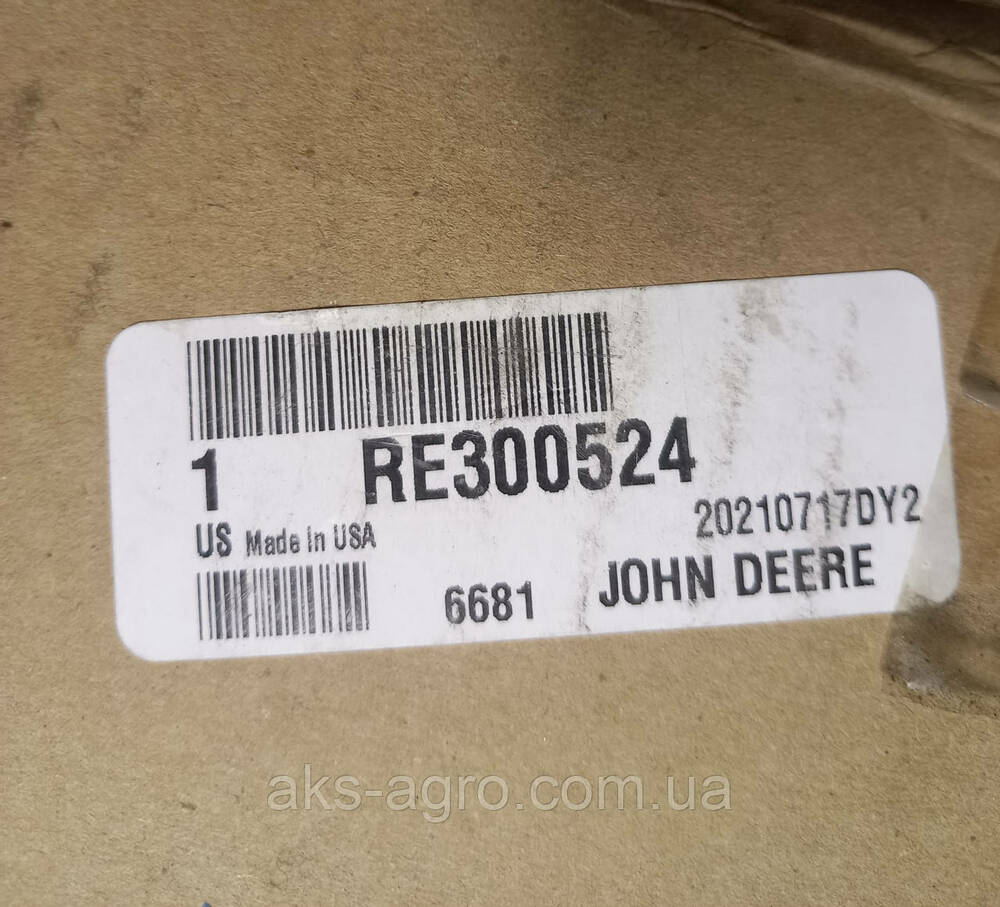 1 RE300524
20210717DY2
US Made in USA
6681 JOHN DEERE
aks-agro.com.ua